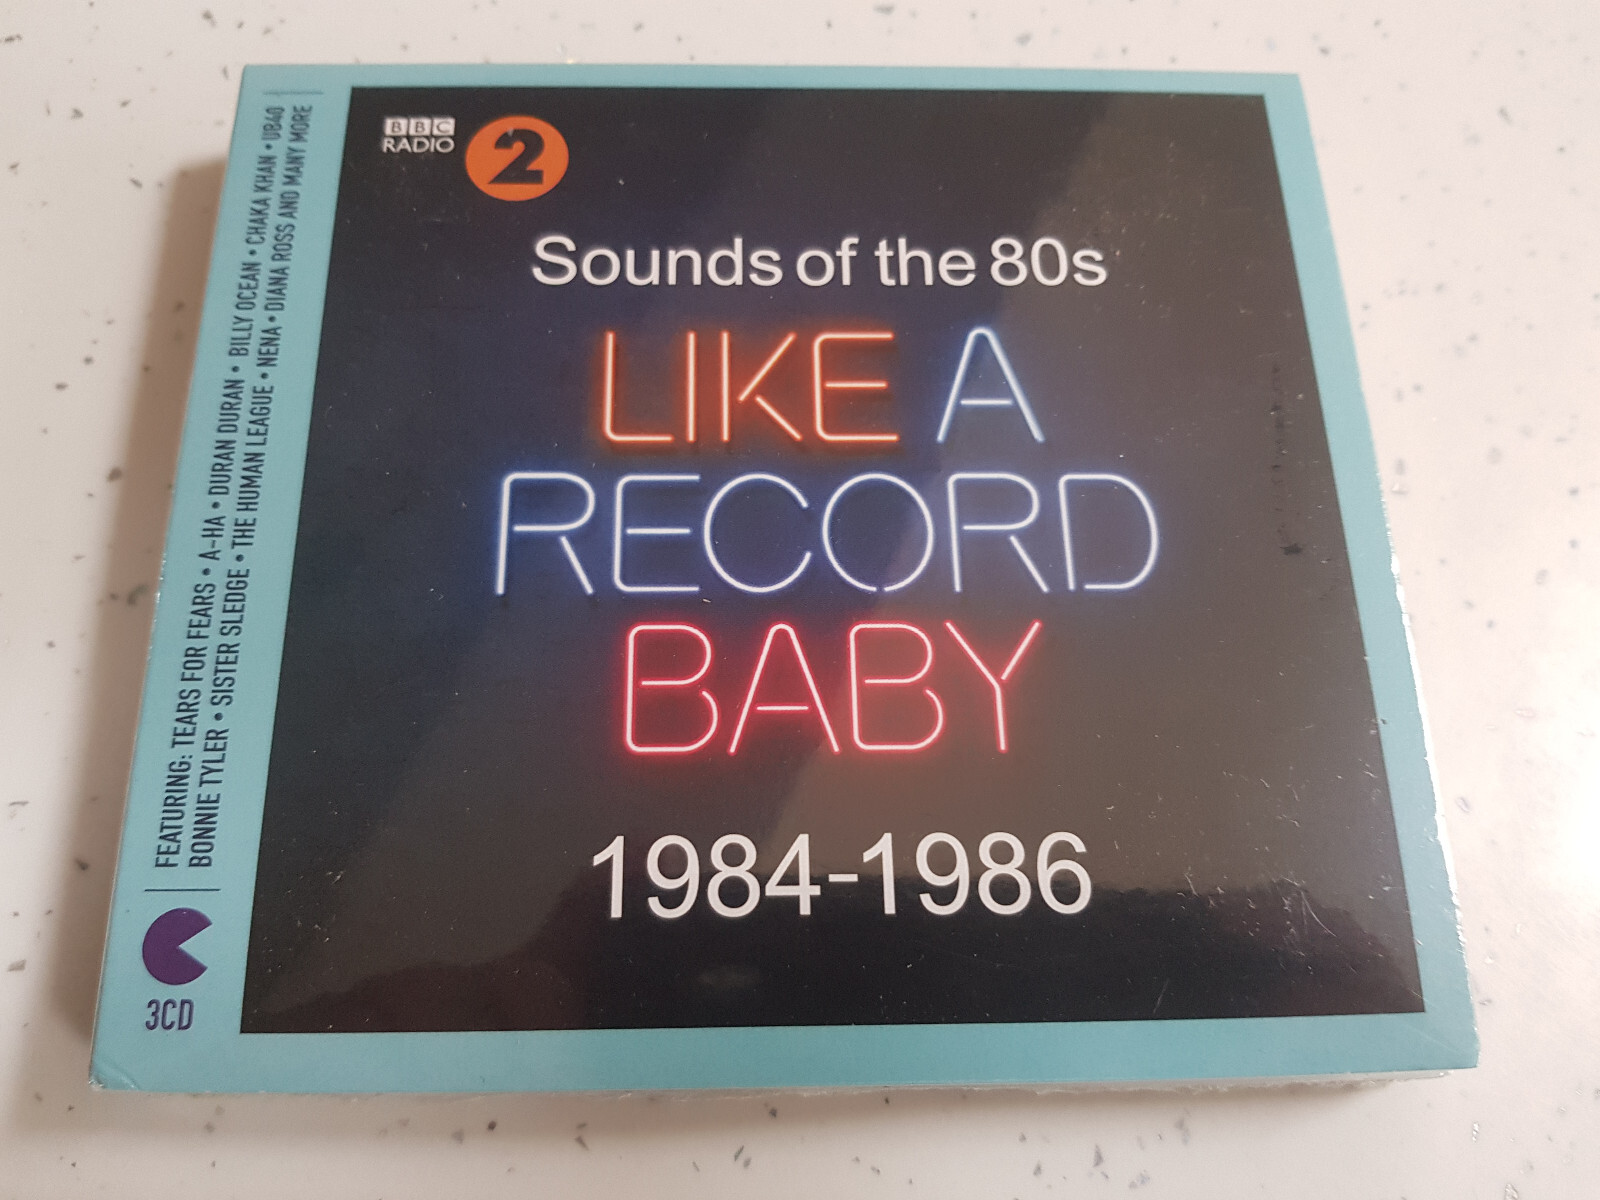 BBC
RADIO
2
Sounds of the 80s
LIKE A
RECORD
BABY
1984-1986
FEATURING: TEARS FOR FEARS • A-HA • DURAN DURAN • BILLY OCEAN • CHAKA KHAN • UB40
BONNIE TYLER • SISTER SLEDGE • THE HUMAN LEAGUE • NENA • DIANA ROSS AND MANY MORE
3CD